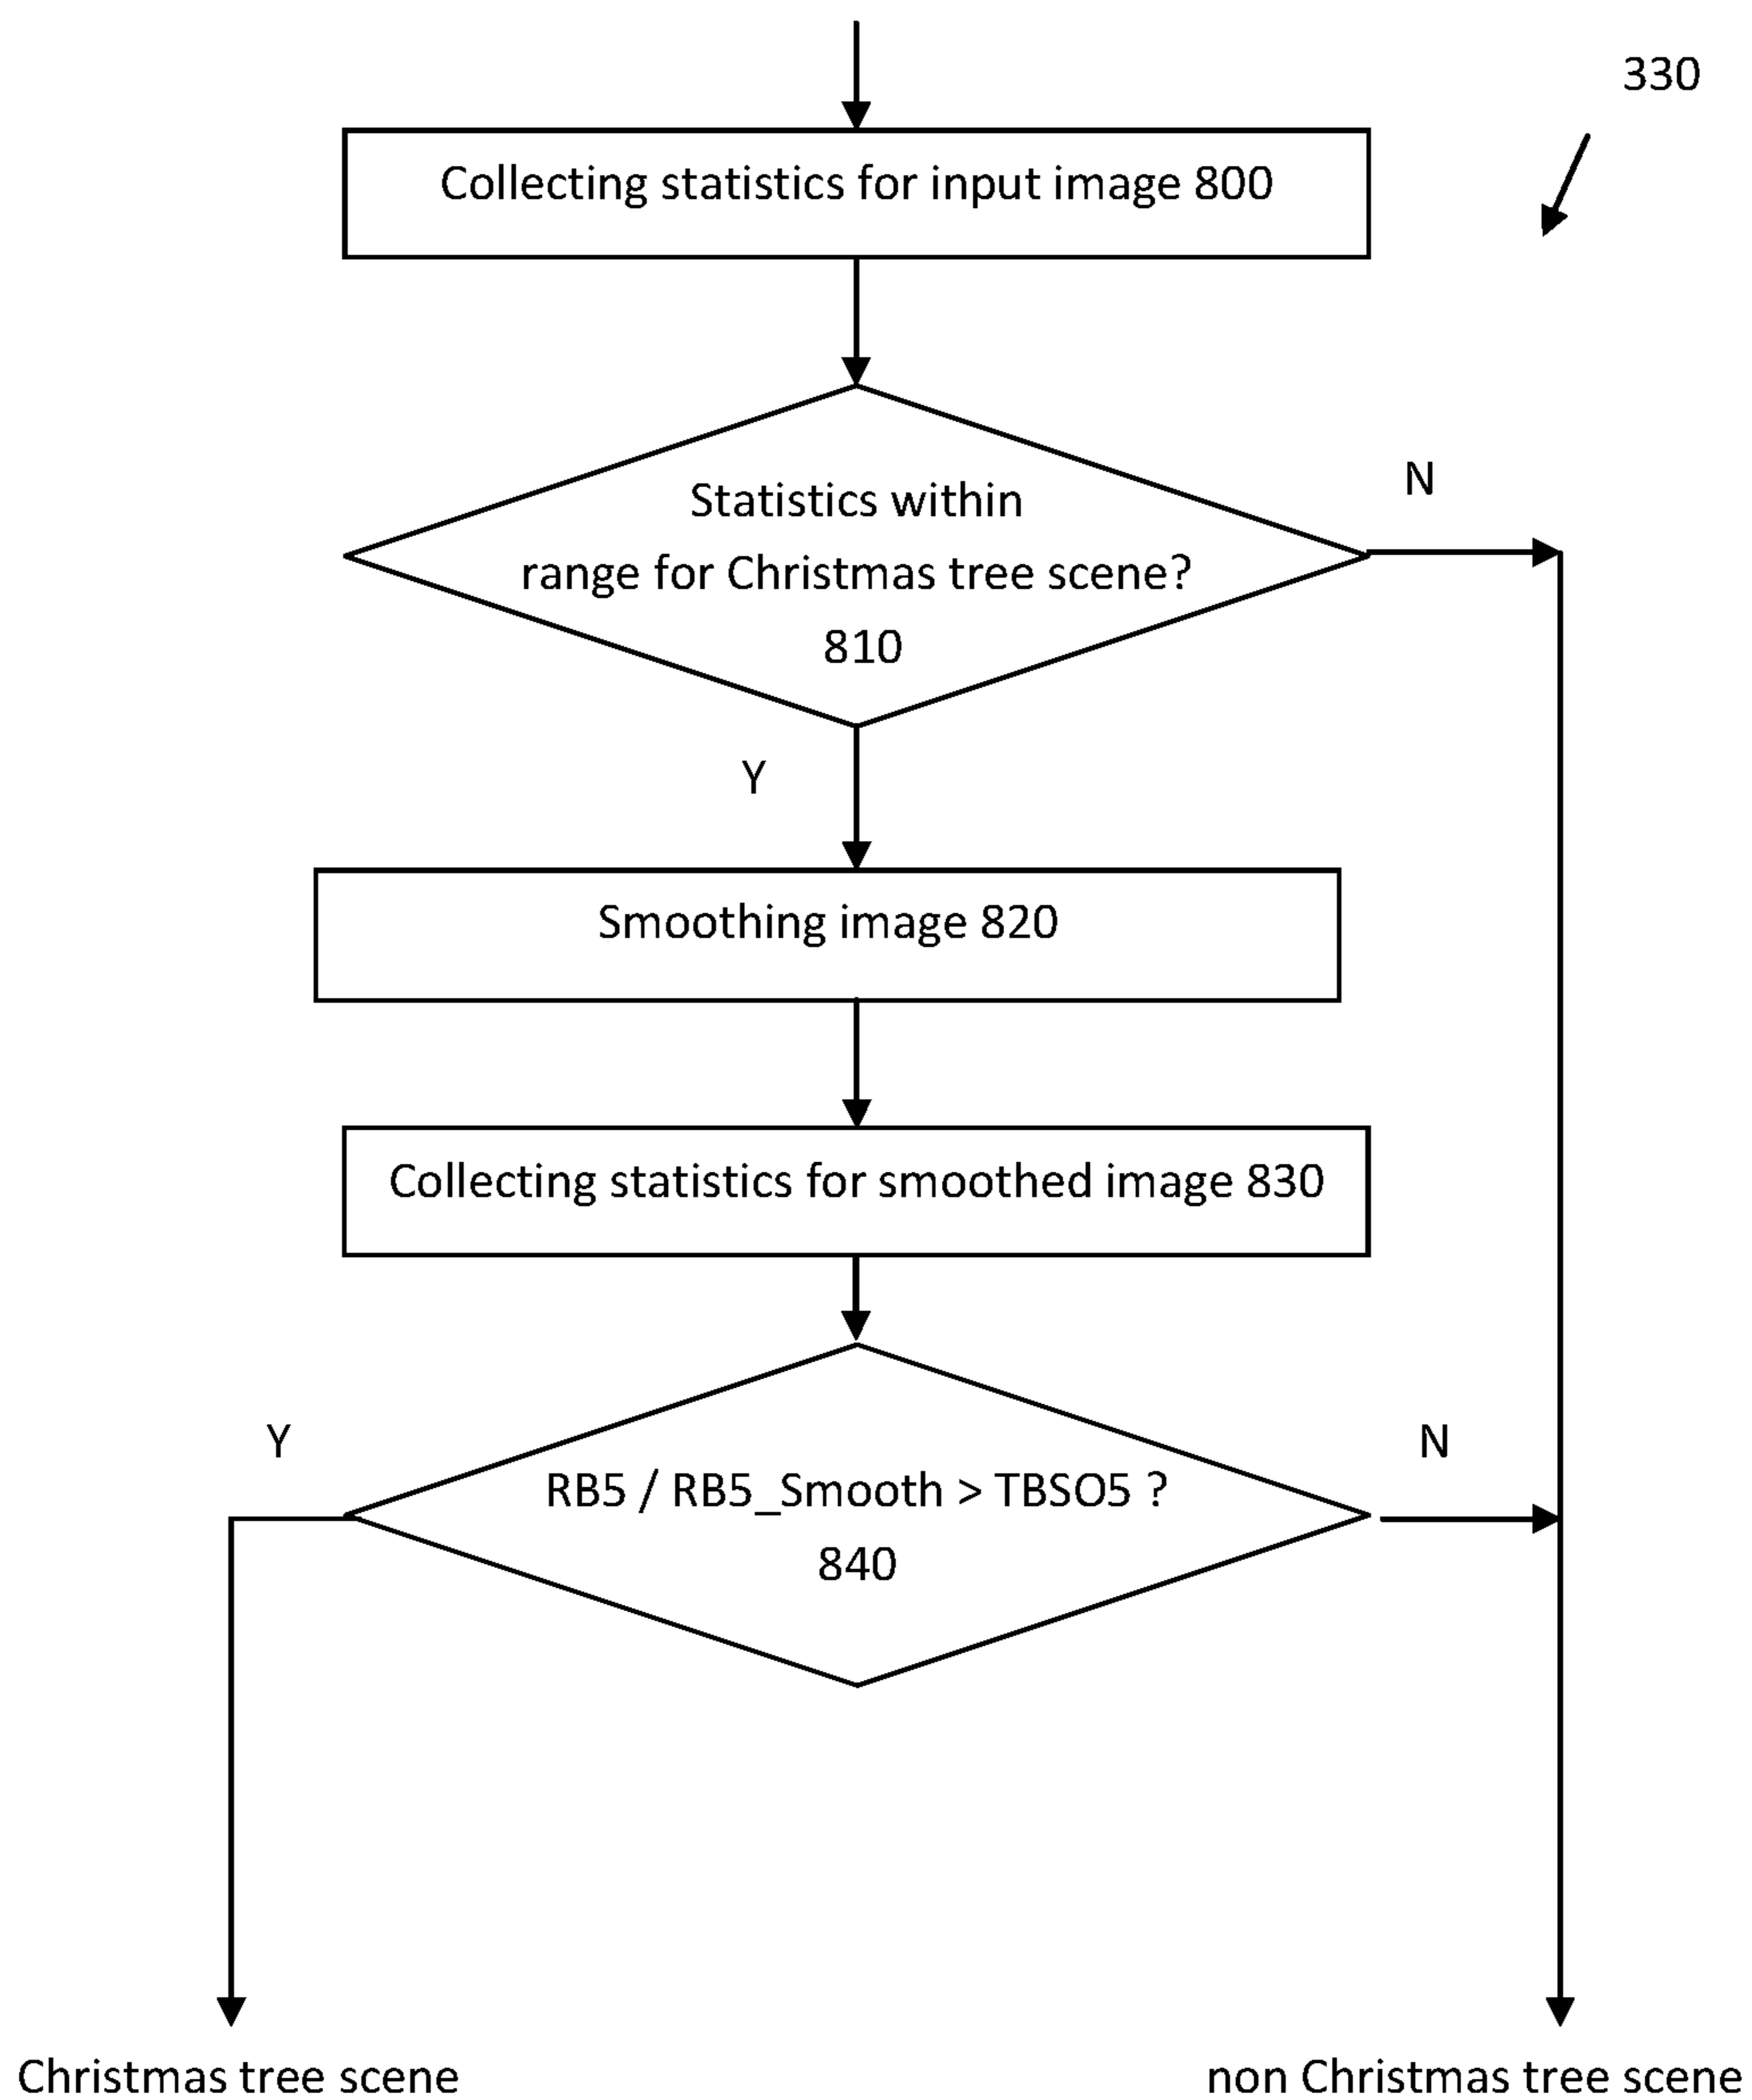 330
Collecting statistics for input image 800
N
Statistics within
range for Christmas tree scene?
810
Y
Smoothing image 820
Collecting statistics for smoothed image 830
Y
N
RB5 / RB5_Smooth > TBSO5 ?
840
Christmas tree scene
non Christmas tree scene